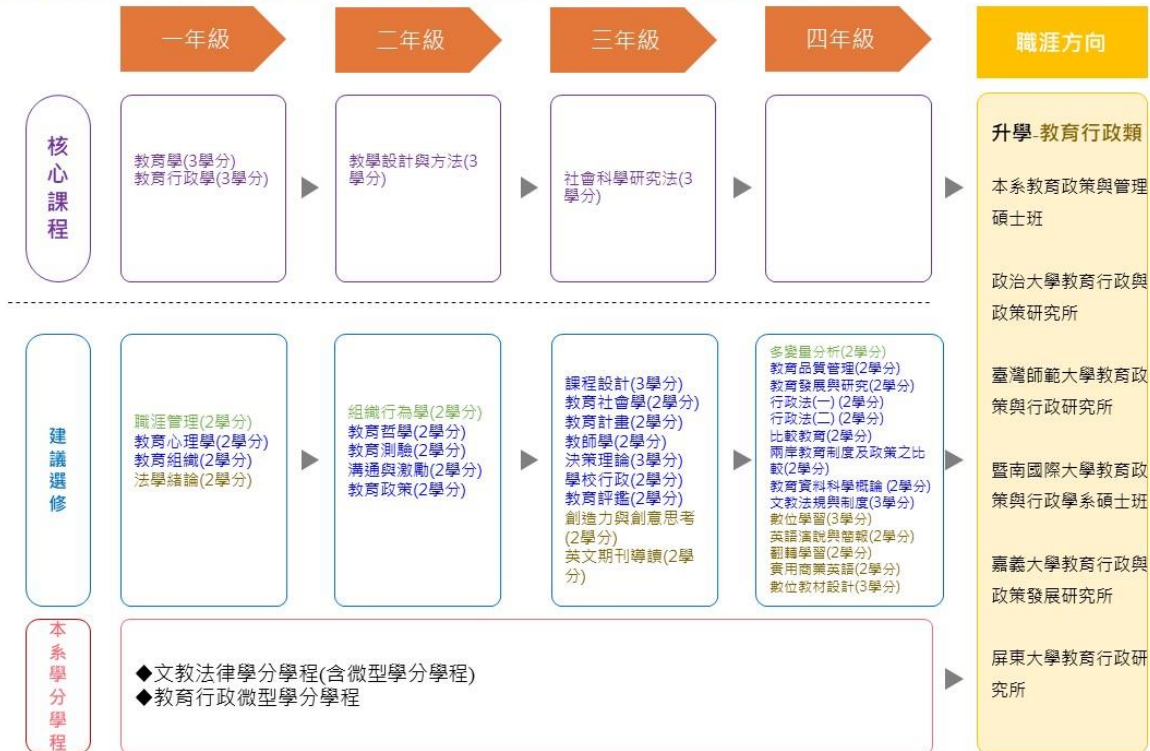 一年級
二年級
三年級
四年級
職涯方向
核心課程
教育學(3學分)
教育行政學(3學分)
教學設計與方法(3
學分)
社會科學研究法(3
學分)
建議選修
職涯管理(2學分)
教育心理學(2學分)
教育組織(2學分)
法學緒論(2學分)
組織行為學(2學分)
教育哲學(2學分)
教育測驗(2學分)
溝通與激勵(2學分)
教育政策(2學分)
課程設計(3學分)
教育社會學(2學分)
教育計畫(2學分)
教師學(2學分)
決策理論(3學分)
學校行政(2學分)
教育評鑑(2學分)
創造力與創意思考
(2學分)
英文期刊導讀(2學
分)
多變量分析(2學分)
教育品質管理(2學分)
教育發展與研究(2學分)
行政法(一) (2學分)
行政法(二) (2學分)
比較教育(2學分)
兩岸教育制度及政策之比
較(2學分)
教育資料科學概論 (2學分)
文教法規與制度(3學分)
數位學習(3學分)
英語演說與簡報(2學分)
翻轉學習(2學分)
實用商業英語(2學分)
數位教材設計(3學分)
本系學分學程
◆文教法律學分學程(含微型學分學程)
◆教育行政微型學分學程
升學-教育行政類
本系教育政策與管理
碩士班
政治大學教育行政與
政策研究所
臺灣師範大學教育政
策與行政研究所
暨南國際大學教育政
策與行政學系碩士班
嘉義大學教育行政與
政策發展研究所
屏東大學教育行政研
究所